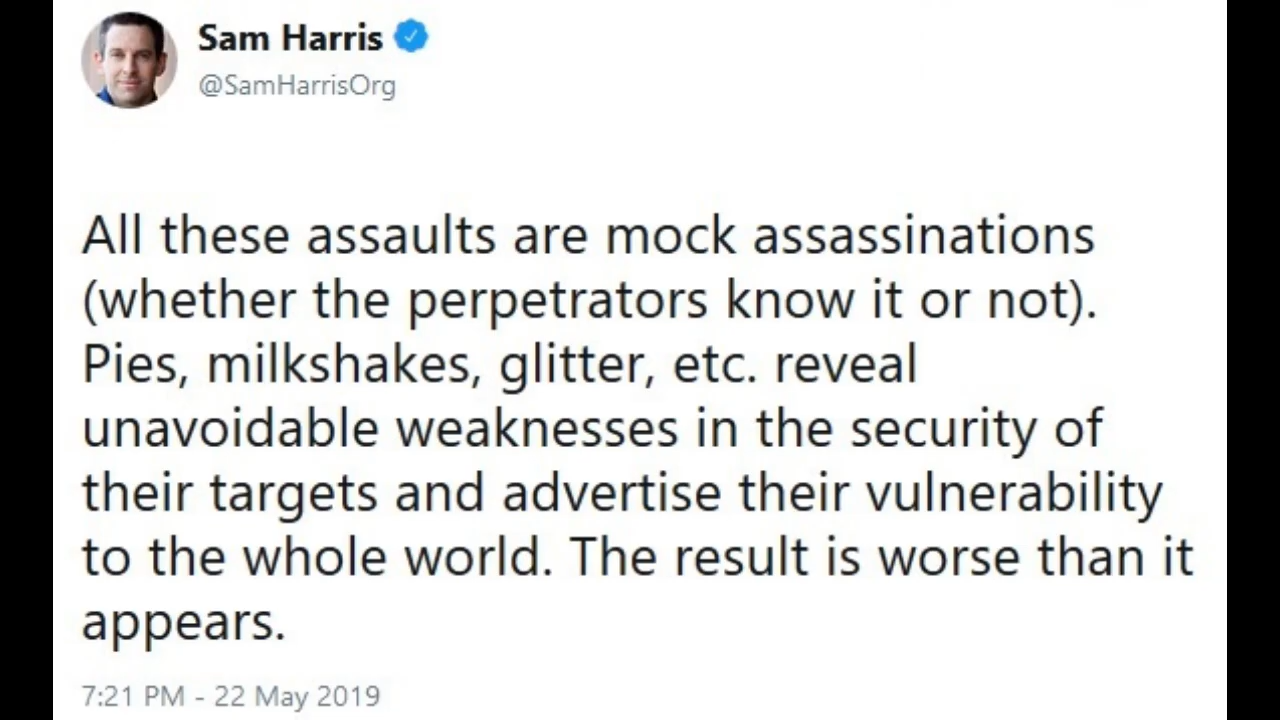 Sam Harris
@SamHarrisOrg
All these assaults are mock assassinations
(whether the perpetrators know it or not).
Pies, milkshakes, glitter, etc. reveal
unavoidable weaknesses in the security of
their targets and advertise their vulnerability
to the whole world. The result is worse than it
appears.
7:21 PM - 22 May 2019